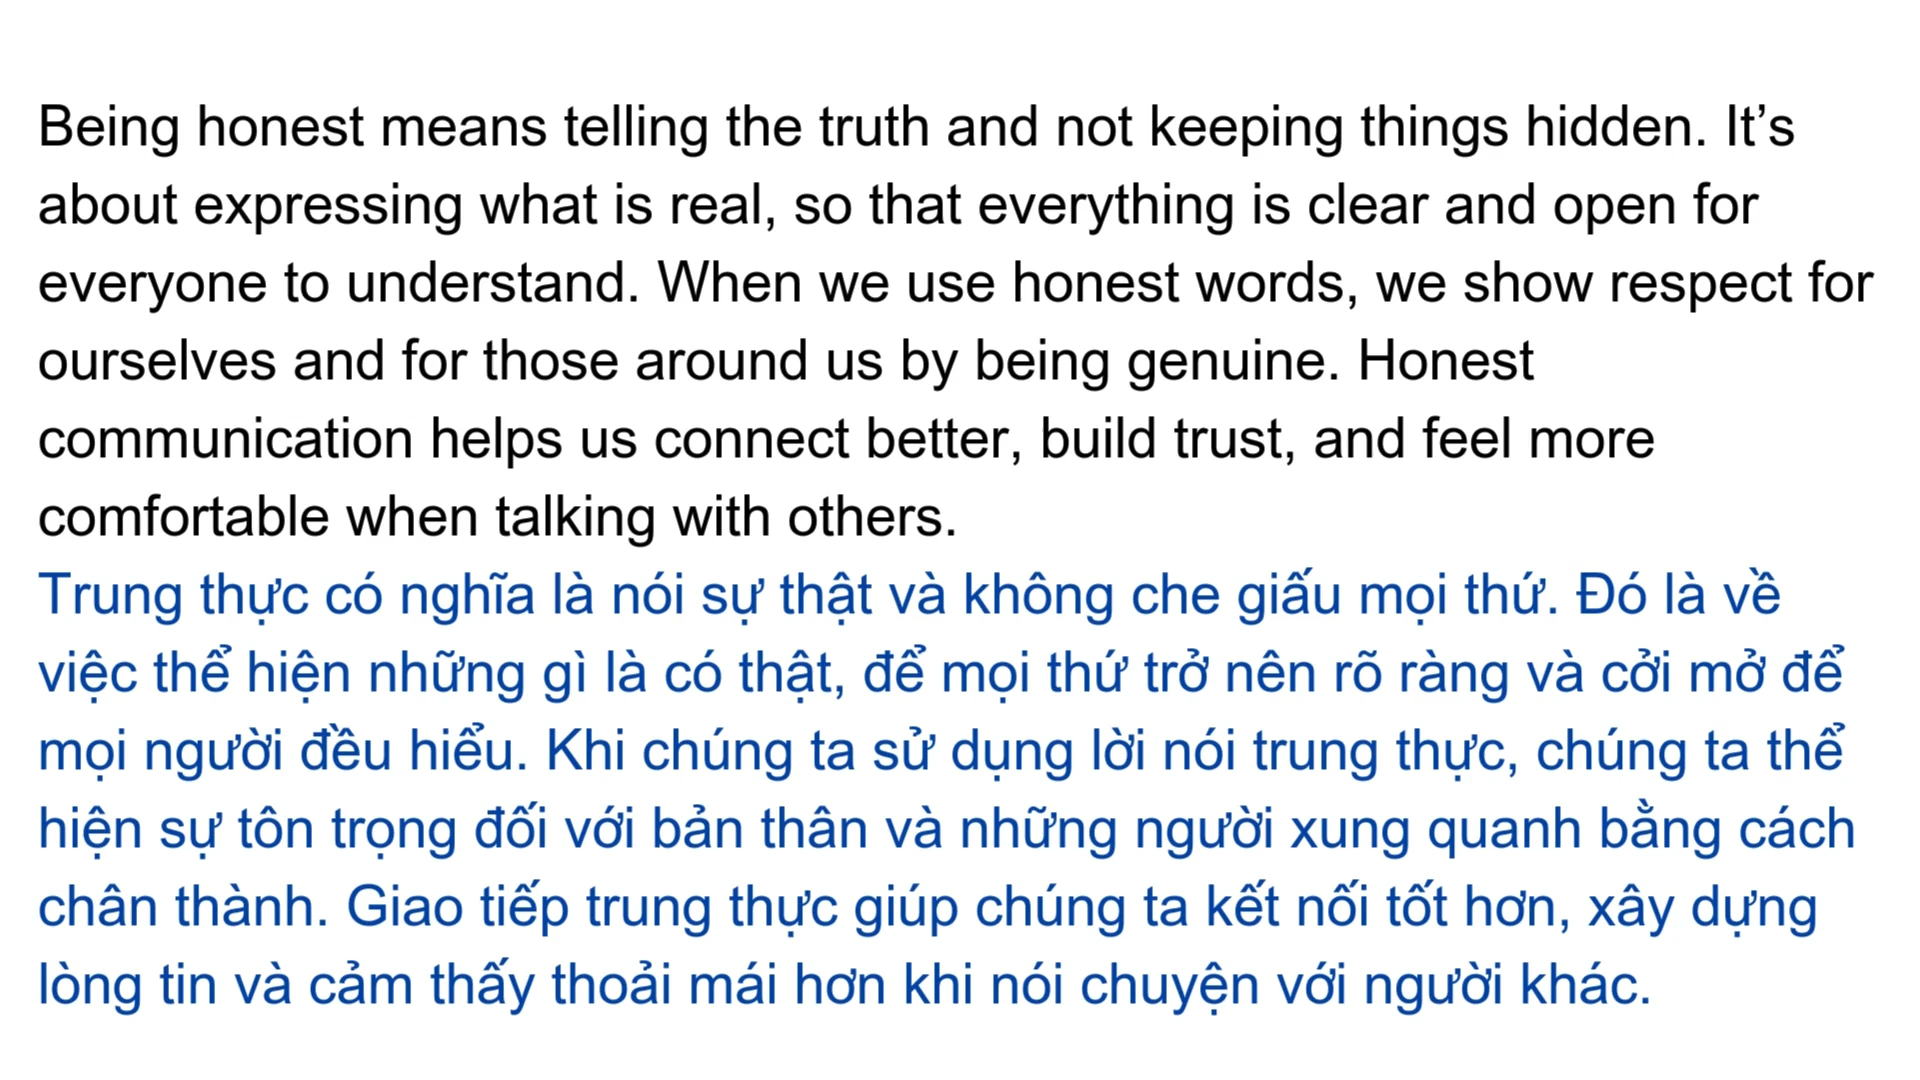 Being honest means telling the truth and not keeping things hidden. It’s
about expressing what is real, so that everything is clear and open for
everyone to understand. When we use honest words, we show respect for
ourselves and for those around us by being genuine. Honest
communication helps us connect better, build trust, and feel more
comfortable when talking with others.
Trung thực có nghĩa là nói sự thật và không che giấu mọi thứ. Đó là về
việc thể hiện những gì là có thật, để mọi thứ trở nên rõ ràng và cởi mở để
mọi người đều hiểu. Khi chúng ta sử dụng lời nói trung thực, chúng ta thể
hiện sự tôn trọng đối với bản thân và những người xung quanh bằng cách
chân thành. Giao tiếp trung thực giúp chúng ta kết nối tốt hơn, xây dựng
lòng tin và cảm thấy thoải mái hơn khi nói chuyện với người khác.